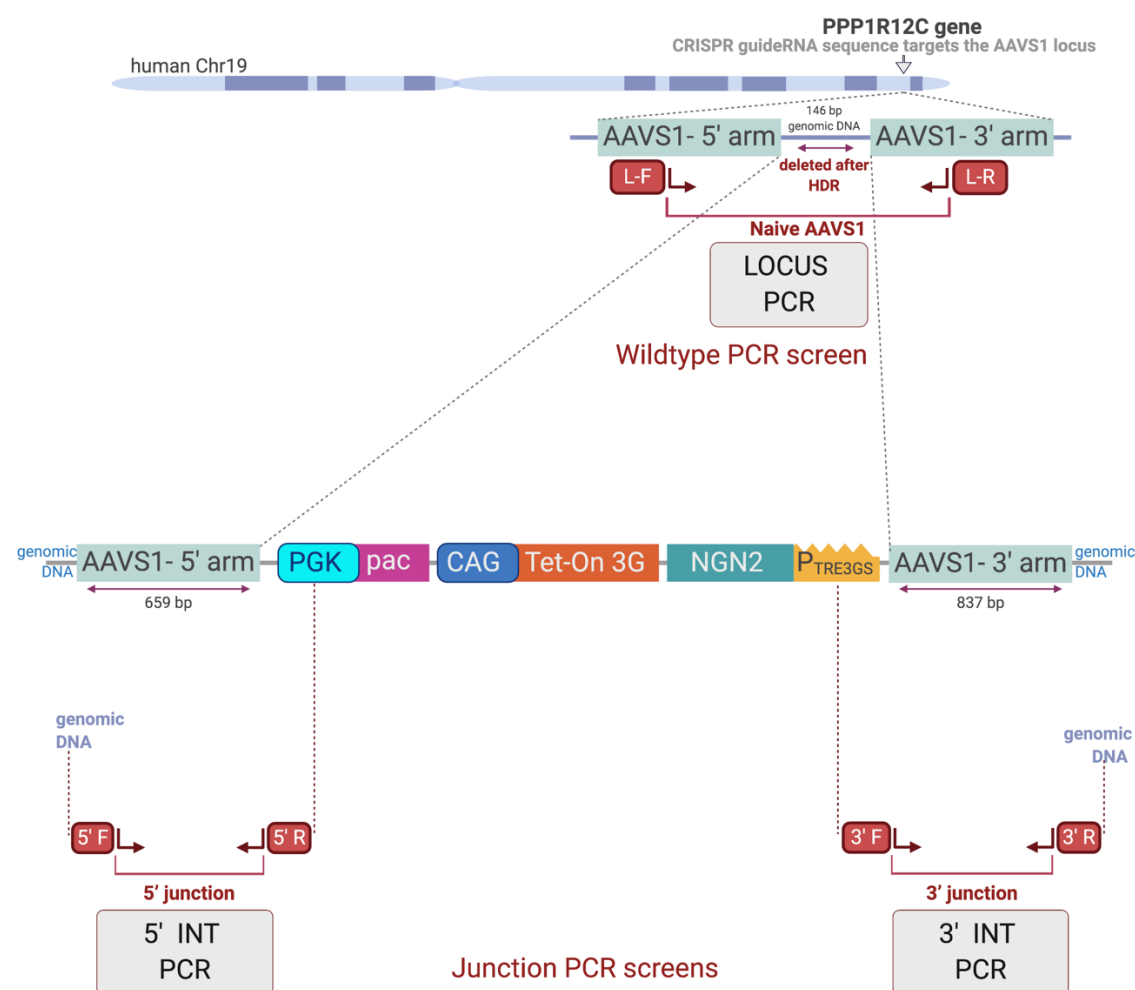 PPP1R12C gene
CRISPR guideRNA sequence targets the AAVS1 locus
human Chr19
146 bp
genomic DNA
AAVS1- 5' arm
AAVS1- 3' arm
deleted after
HDR
L-F
L-R
Naive AAVS1
LOCUS
PCR
Wildtype PCR screen
genomic
DNA
AAVS1- 5' arm
PGK
pac
CAG
Tet-On 3G
NGN2
PTRE3GS
AAVS1- 3' arm
genomic
DNA
659 bp
837 bp
genomic
DNA
genomic
DNA
5' F
5' R
3' F
3' R
5’ junction
3’ junction
5' INT
PCR
3' INT
PCR
Junction PCR screens